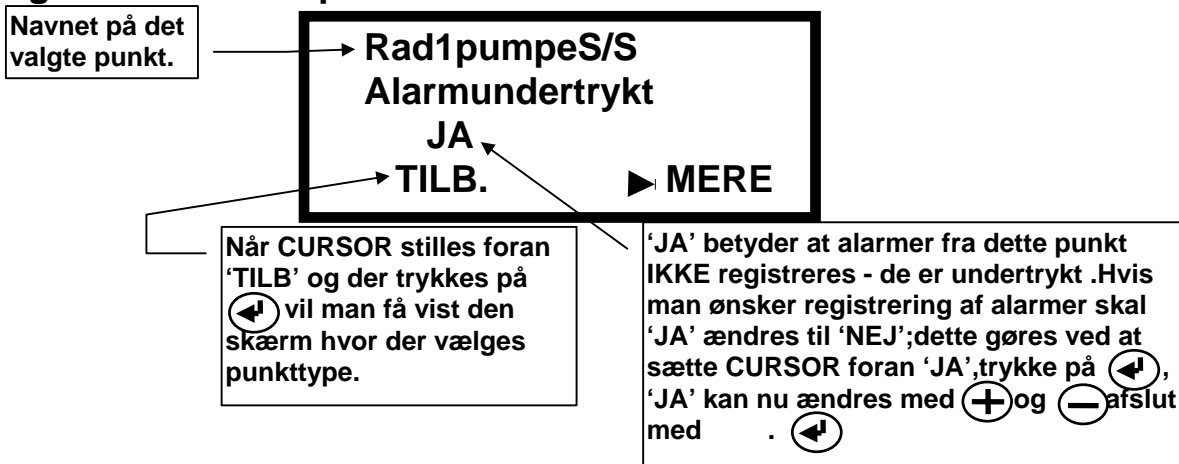 Navnet på det
valgte punkt.
Rad1pumpeS/S
Alarmundertrykt
JA
TILB. MERE
Når CURSOR stilles foran
‘TILB’ og der trykkes på
vil man få vist den
skærm hvor der vælges
punkttype.
‘JA’ betyder at alarmer fra dette punkt
IKKE registreres - de er undertrykt .Hvis
man ønsker registrering af alarmer skal
‘JA’ ændres til ‘NEJ’;dette gøres ved at
sætte CURSOR foran ‘JA’,trykke på ,
‘JA’ kan nu ændres med + og − afslut
med .